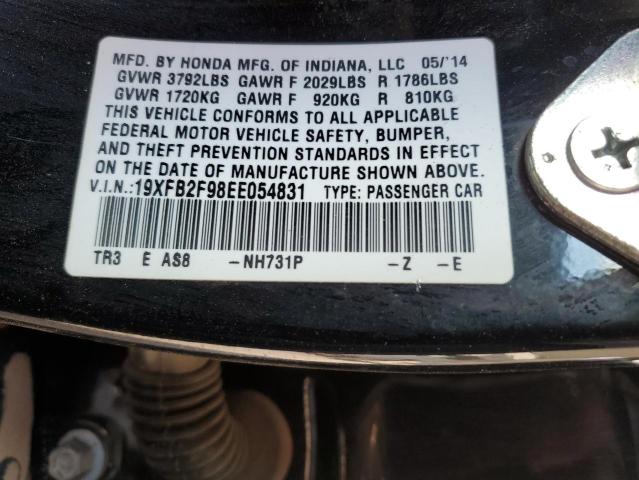 MFD. BY HONDA MFG. OF INDIANA, LLC 05/'14
GVWR 3792LBS GAWR F 2029LBS R 1786LBS
GVWR 1720KG GAWR F 920KG R 810KG
THIS VEHICLE CONFORMS TO ALL APPLICABLE
FEDERAL MOTOR VEHICLE SAFETY, BUMPER,
AND THEFT PREVENTION STANDARDS IN EFFECT
ON THE DATE OF MANUFACTURE SHOWN ABOVE.
V.I.N.:19XFB2F98EE054831 TYPE: PASSENGER CAR
TR3 E AS8 -NH731P -Z -E